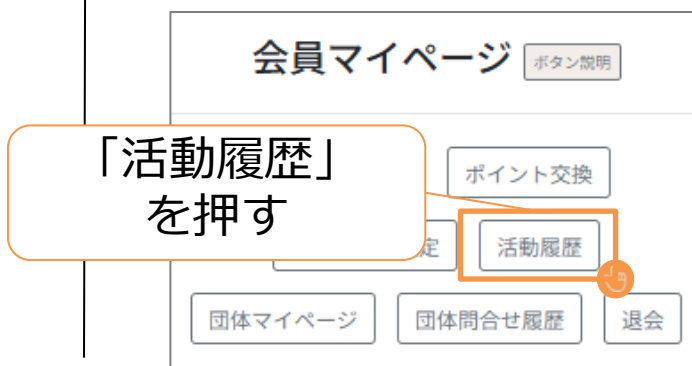 会員マイページ ボタン説明
「活動履歴」
を押す
ポイント交換
定 活動履歴
団体マイページ 団体問合せ履歴 退会